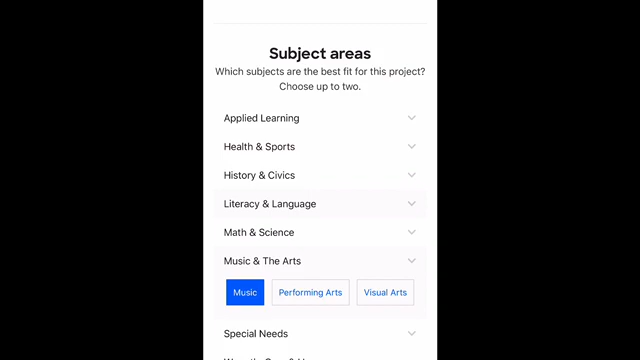 Subject areas
Which subjects are the best fit for this project?
Choose up to two.
Applied Learning
Health & Sports
History & Civics
Literacy & Language
Math & Science
Music & The Arts
Music
Performing Arts
Visual Arts
Special Needs